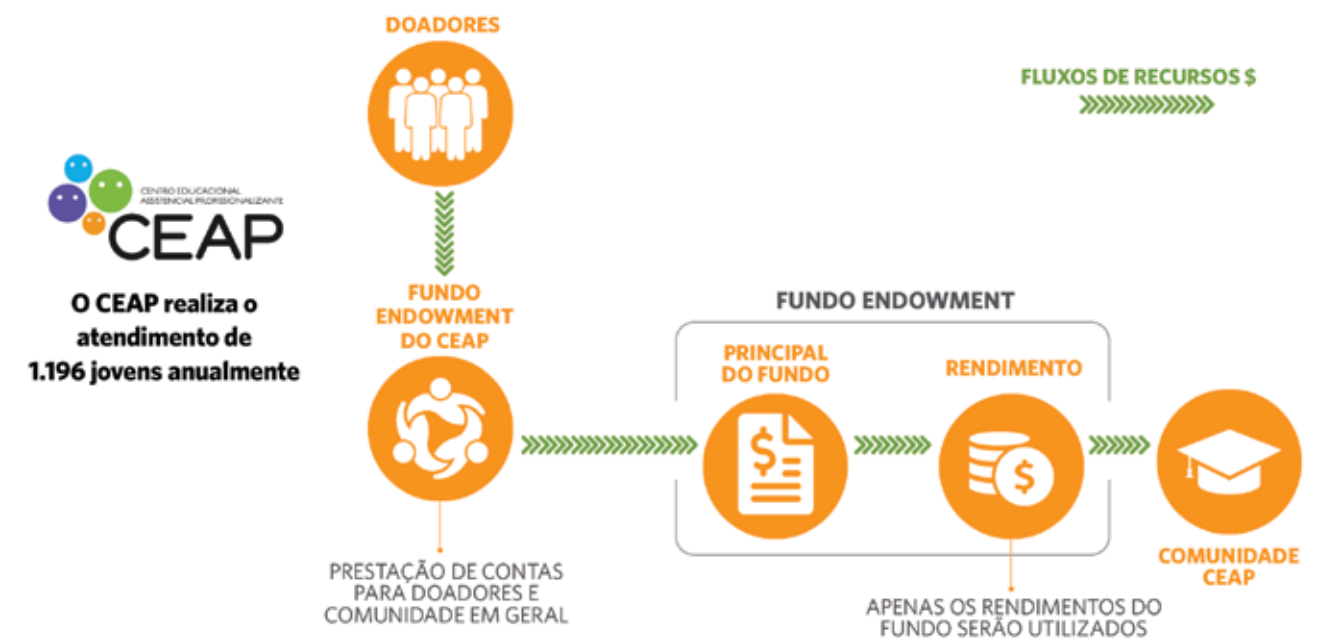 DOADORES
FLUXOS DE RECURSOS $
CENTRO EDUCACIONAL
ASSISTENCIAL PROFISSIONALIZANTE
CEAP
O CEAP realiza o
atendimento de
1.196 jovens anualmente
FUNDO
ENDOWMENT
DO CEAP
PRESTAÇÃO DE CONTAS
PARA DOADORES E
COMUNIDADE EM GERAL
FUNDO ENDOWMENT
PRINCIPAL
DO FUNDO
$
RENDIMENTO
$
APENAS OS RENDIMENTOS DO
FUNDO SERÃO UTILIZADOS
COMUNIDADE
CEAP